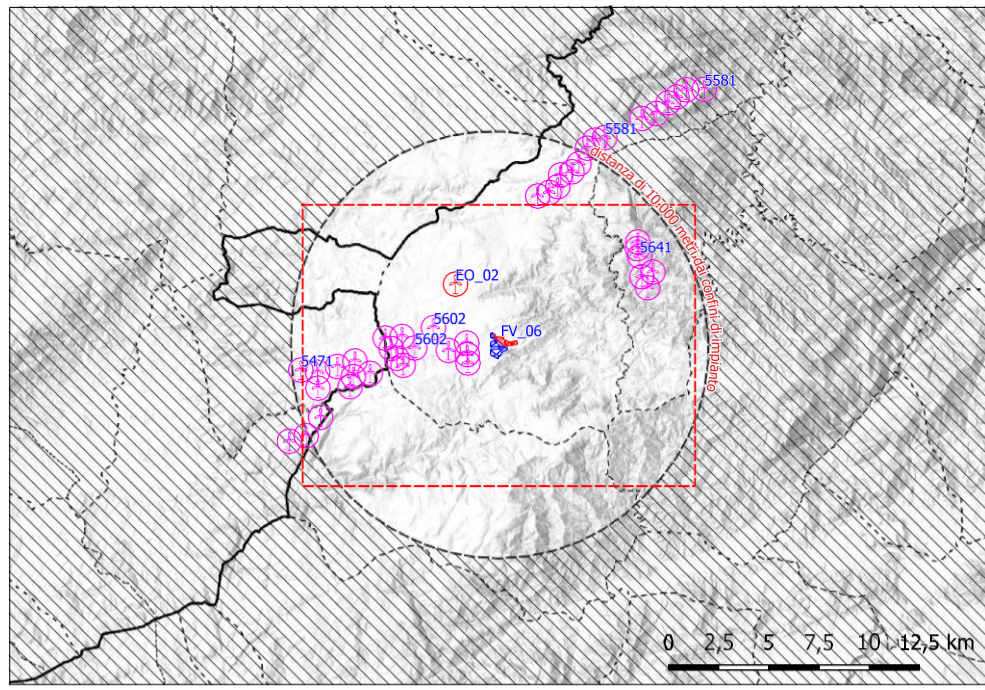 5581
5581
distanza di 10.000 metri dai confini di impianto
5641
EO_02
5602
5602
FV_06
5471
0 2,5 5 7,5 10 12,5 km